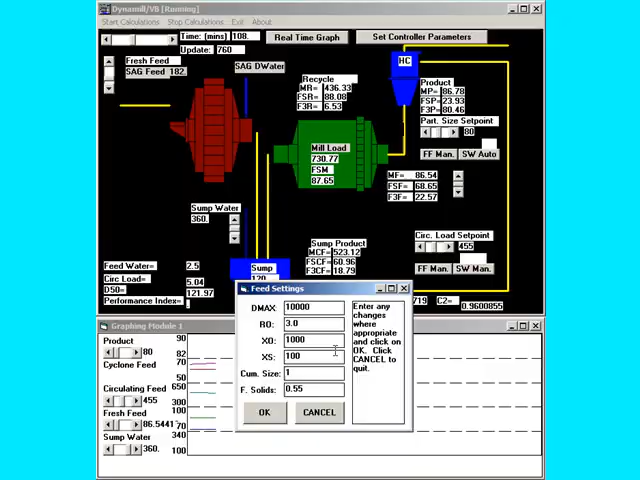 Dynamill/VB [Running]
Start Calculations Stop Calculations Exit About
Time: (mins) 108.
Update: 760
Real Time Graph
Set Controller Parameters
Fresh Feed
SAG Feed 182.
SAG DWater
HC
Recycle
MR= 436.33
FSR= 88.08
F3R= 6.53
Product
MP= 86.78
FSP= 23.93
F3P= 80.46
Part. Size Setpoint
80
FF Man. SW Auto
Mill Load
730.77
FSM
87.65
MF= 86.54
FSF= 68.65
F3F= 22.57
Sump Water
360.
Circ. Load Setpoint
455
FF Man. SW Man.
Sump Product
MCF= 523.12
FSCF= 60.96
F3CF= 18.79
Feed Water= 2.5
Circ Load= 5.04
D50= 121.97
Performance Index=
Sump
120
719 C2= 0.9600855
Feed Settings
DMAX: 10000
RO: 3.0
XO: 1000
XS: 100
Cum. Size: 1
F. Solids: 0.55
OK CANCEL
Enter any
changes
where
appropriate
and click on
OK. Click
CANCEL to
quit.
Graphing Module 1
Product 90
80 82
Cyclone Feed 70
50
Circulating Feed 650
455 300
Fresh Feed 100
86.5441 70
Sump Water 340
360. 100